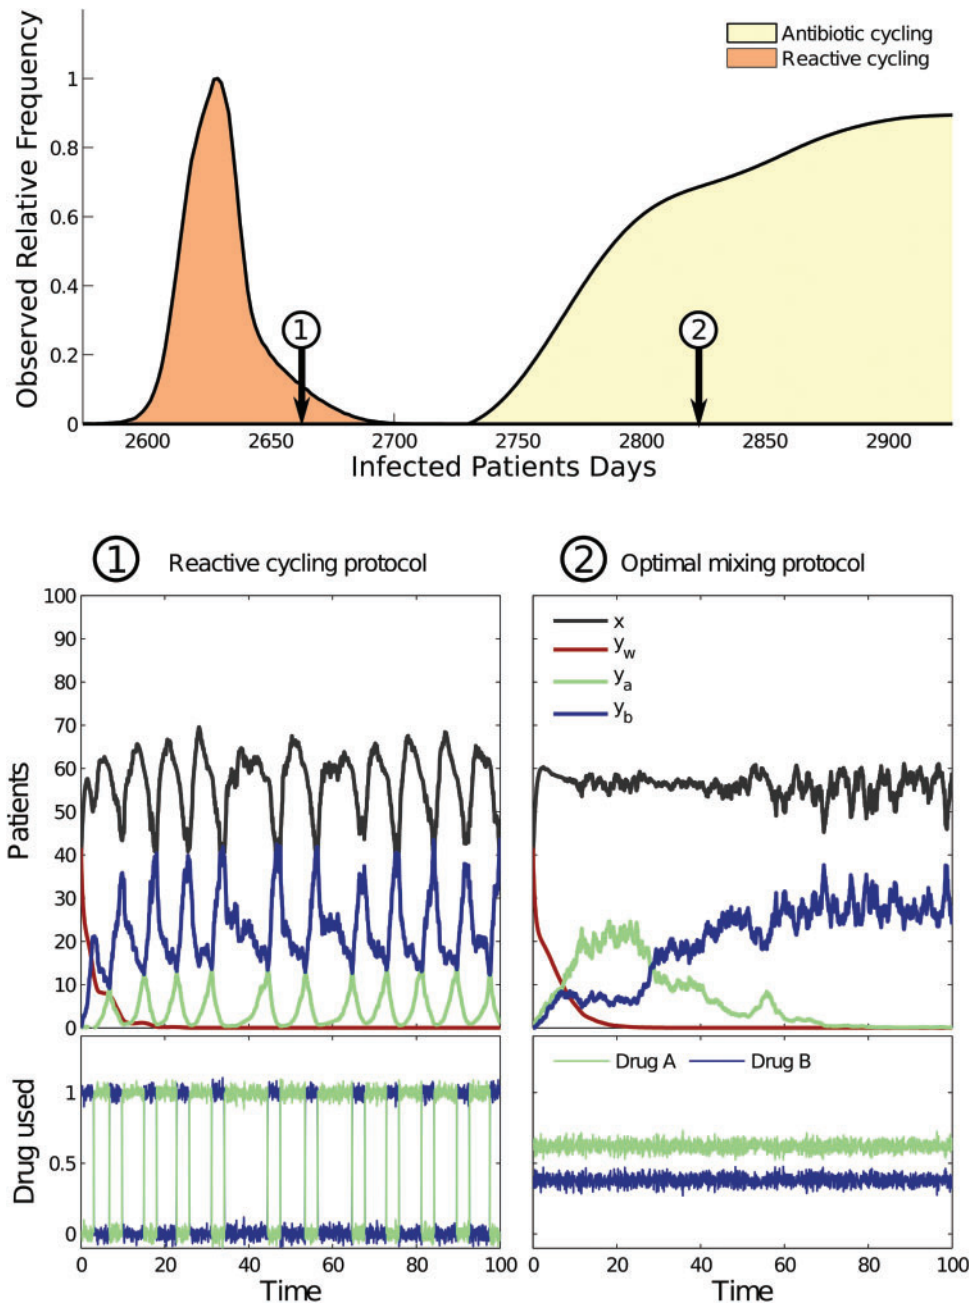 Antibiotic cycling
Reactive cycling
Observed Relative Frequency
1
0.8
0.6
0.4
0.2
0
1
2
2600 2650 2700 2750 2800 2850 2900
Infected Patients Days
1 Reactive cycling protocol
2 Optimal mixing protocol
Patients
100
90
80
70
60
50
40
30
20
10
0
x
y_w
y_a
y_b
Drug used
1
0.5
0
Drug A Drug B
0 20 40 60 80 100
0 20 40 60 80 100
Time
Time